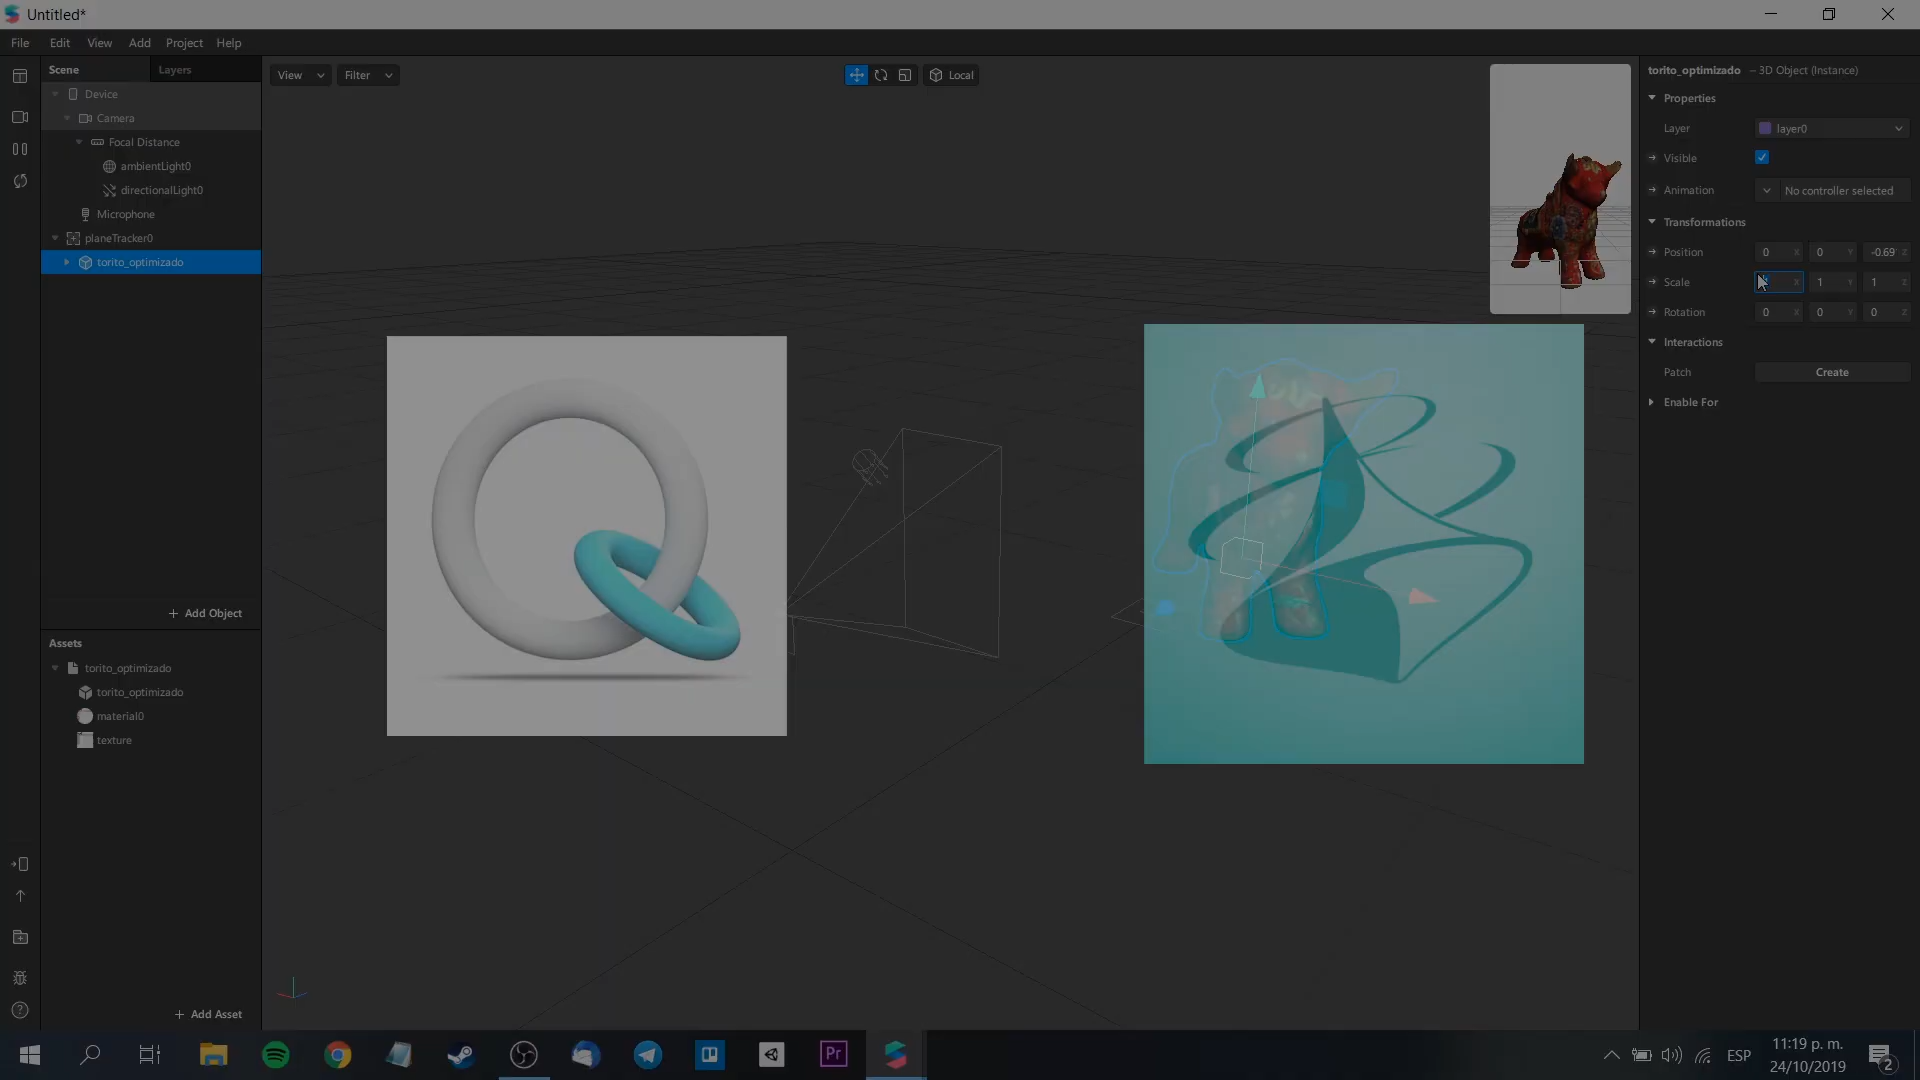 Untitled*
File Edit View Add Project Help
Scene Layers
View Filter Local
Device
Camera
Focal Distance
ambientLight0
directionalLight0
Microphone
planeTracker0
torito_optimizado
+ Add Object
Assets
torito_optimizado
torito_optimizado
material0
texture
+ Add Asset
torito_optimizado – 3D Object (Instance)
Properties
Layer layer0
Visible
Animation No controller selected
Transformations
Position 0 X 0 Y -0.69 Z
Scale X 1 Y 1 Z
Rotation 0 X 0 Y 0 Z
Interactions
Patch Create
Enable For
Pr
ESP
11:19 p. m.
24/10/2019
2